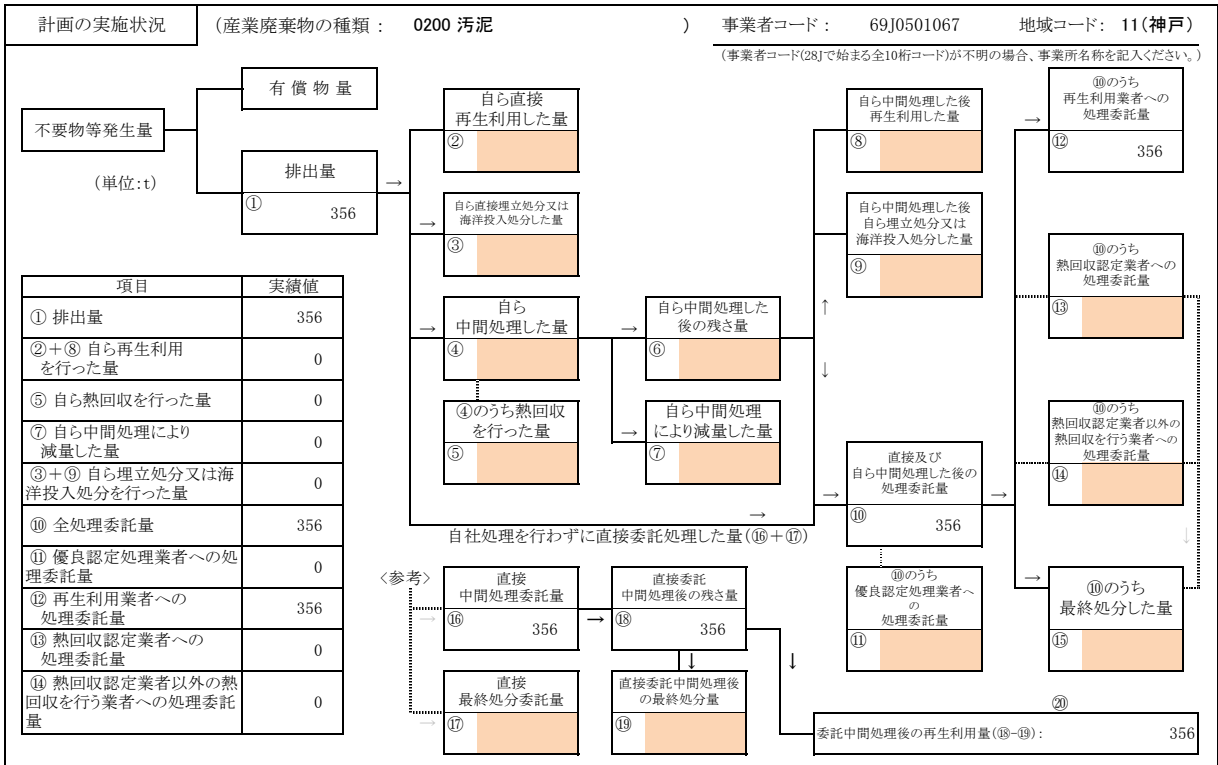 計画の実施状況 (産業廃棄物の種類： 0200 汚泥 ) 事業者コード： 69J0501067 地域コード： 11(神戸)
(事業者コード(28Jで始まる全10桁コード)が不明の場合、事業所名称を記入ください。)
不要物等発生量
(単位:t)
有 償 物 量
排出量
①
356
→
自ら直接
再生利用した量
②
→
自ら直接埋立処分又は
海洋投入処分した量
③
→
自ら
中間処理した量
④
④のうち熱回収
を行った量
⑤
→
自ら中間処理した
後の残さ量
⑥
→
自ら中間処理
により減量した量
⑦
自ら中間処理した後
再生利用した量
⑧
自ら中間処理した後
自ら埋立処分又は
海洋投入処分した量
⑨
↑
↓
→
自社処理を行わずに直接委託処理した量(⑯+⑰)
→
直接及び
自ら中間処理した後の
処理委託量
⑩
356
→
⑩のうち
優良認定処理業者へ
の
処理委託量
⑪
→
⑩のうち
再生利用業者への
処理委託量
⑫
356
⑩のうち
熱回収認定業者への
処理委託量
⑬
⑩のうち
熱回収認定業者以外の
熱回収を行う業者への
処理委託量
⑭
↓
→
⑩のうち
最終処分した量
⑮
項目 実績値
① 排出量 356
②+⑧ 自ら再生利用
を行った量 0
⑤ 自ら熱回収を行った量 0
⑦ 自ら中間処理により
減量した量 0
③+⑨ 自ら埋立処分又は海
洋投入処分を行った量 0
⑩ 全処理委託量 356
⑪ 優良認定処理業者への処
理委託量 0
⑫ 再生利用業者への
処理委託量 356
⑬ 熱回収認定業者への
処理委託量 0
⑭ 熱回収認定業者以外の熱
回収を行う業者への処理委託
量 0
〈参考〉
→
直接
中間処理委託量
⑯
356
→
直接委託
中間処理後の残さ量
⑱
356
↓
↓
→
直接
最終処分委託量
⑰
直接委託中間処理後
の最終処分量
⑲
⑳
委託中間処理後の再生利用量(⑱-⑲)： 356